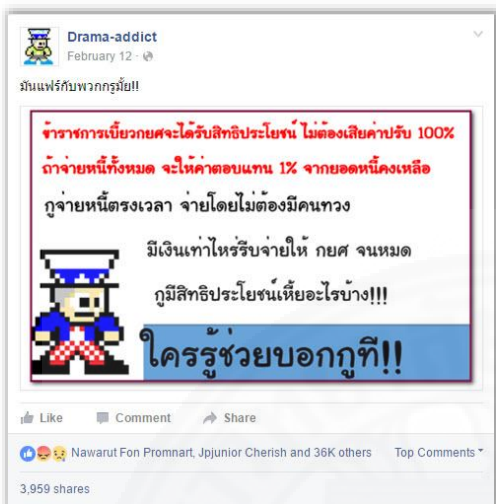 Drama-addict
February 12 ·
มันแฟร์กับพวกกรูมั้ย!!
ข้าราชการเบี้ยวกยศจะได้รับสิทธิประโยชน์ ไม่ต้องเสียค่าปรับ 100%
ถ้าจ่ายหนี้ทั้งหมด จะให้ค่าตอบแทน 1% จากยอดหนี้คงเหลือ
กูจ่ายหนี้ตรงเวลา จ่ายโดยไม่ต้องมีคนทวง
มีเงินเท่าไหร่รีบจ่ายให้ กยศ จนหมด
กูมีสิทธิประโยชน์เหี้ยอะไรบ้าง!!!
ใครรู้ช่วยบอกกูที!!
Like Comment Share
Nawarut Fon Promnart, Jpjunior Cherish and 36K others Top Comments
3,959 shares